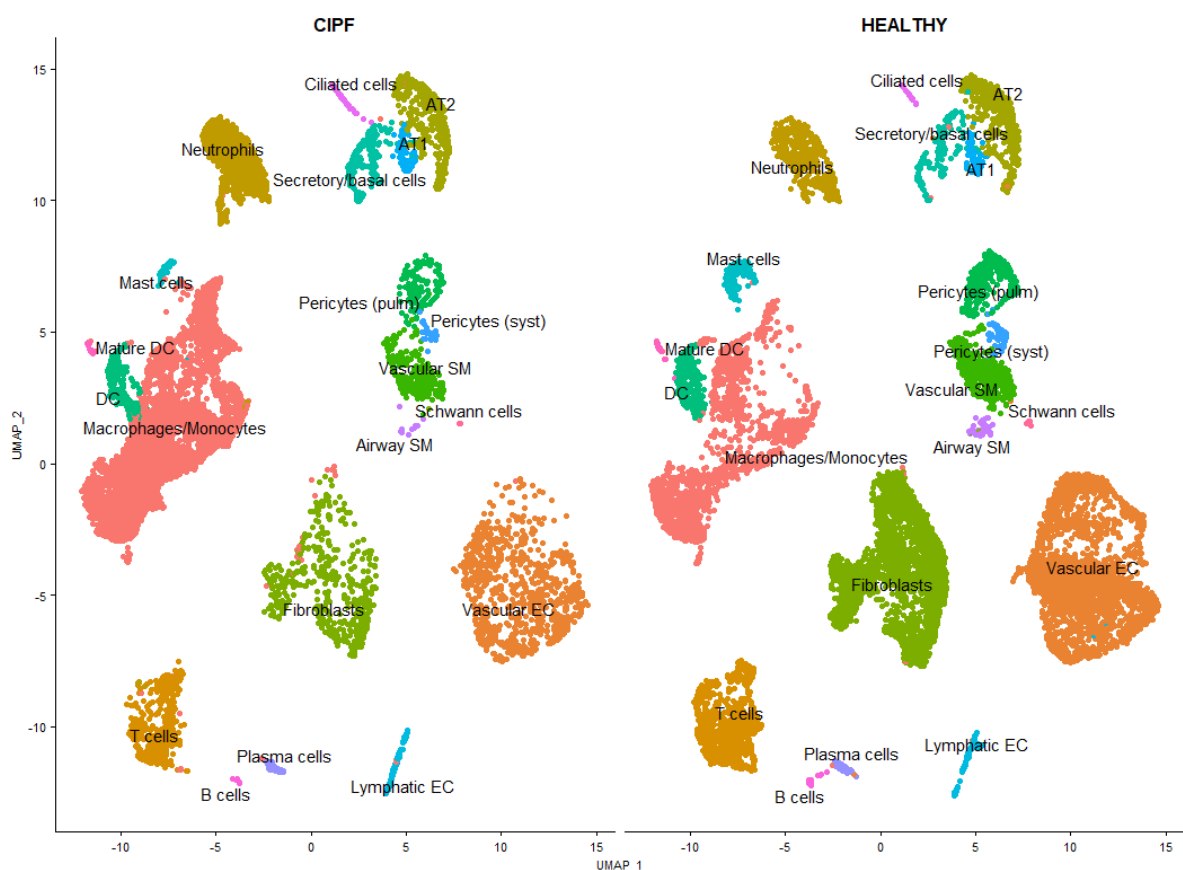 CIPF
HEALTHY
15
10
5
0
-5
-10
UMAP_2
Ciliated cells
AT2
Neutrophils
AT1
Secretory/basal cells
Mast cells
Pericytes (pulm)
Pericytes (syst)
Mature DC
Vascular SM
DC
Schwann cells
Macrophages/Monocytes
Airway SM
Fibroblasts
Vascular EC
T cells
Plasma cells
Lymphatic EC
B cells
-10
-5
0
5
10
15
Ciliated cells
AT2
Secretory/basal cells
Neutrophils
AT1
Mast cells
Pericytes (pulm)
Mature DC
Pericytes (syst)
DC
Vascular SM
Schwann cells
Airway SM
Macrophages/Monocytes
Vascular EC
Fibroblasts
T cells
Lymphatic EC
Plasma cells
B cells
-10
-5
0
5
10
15
UMAP_1